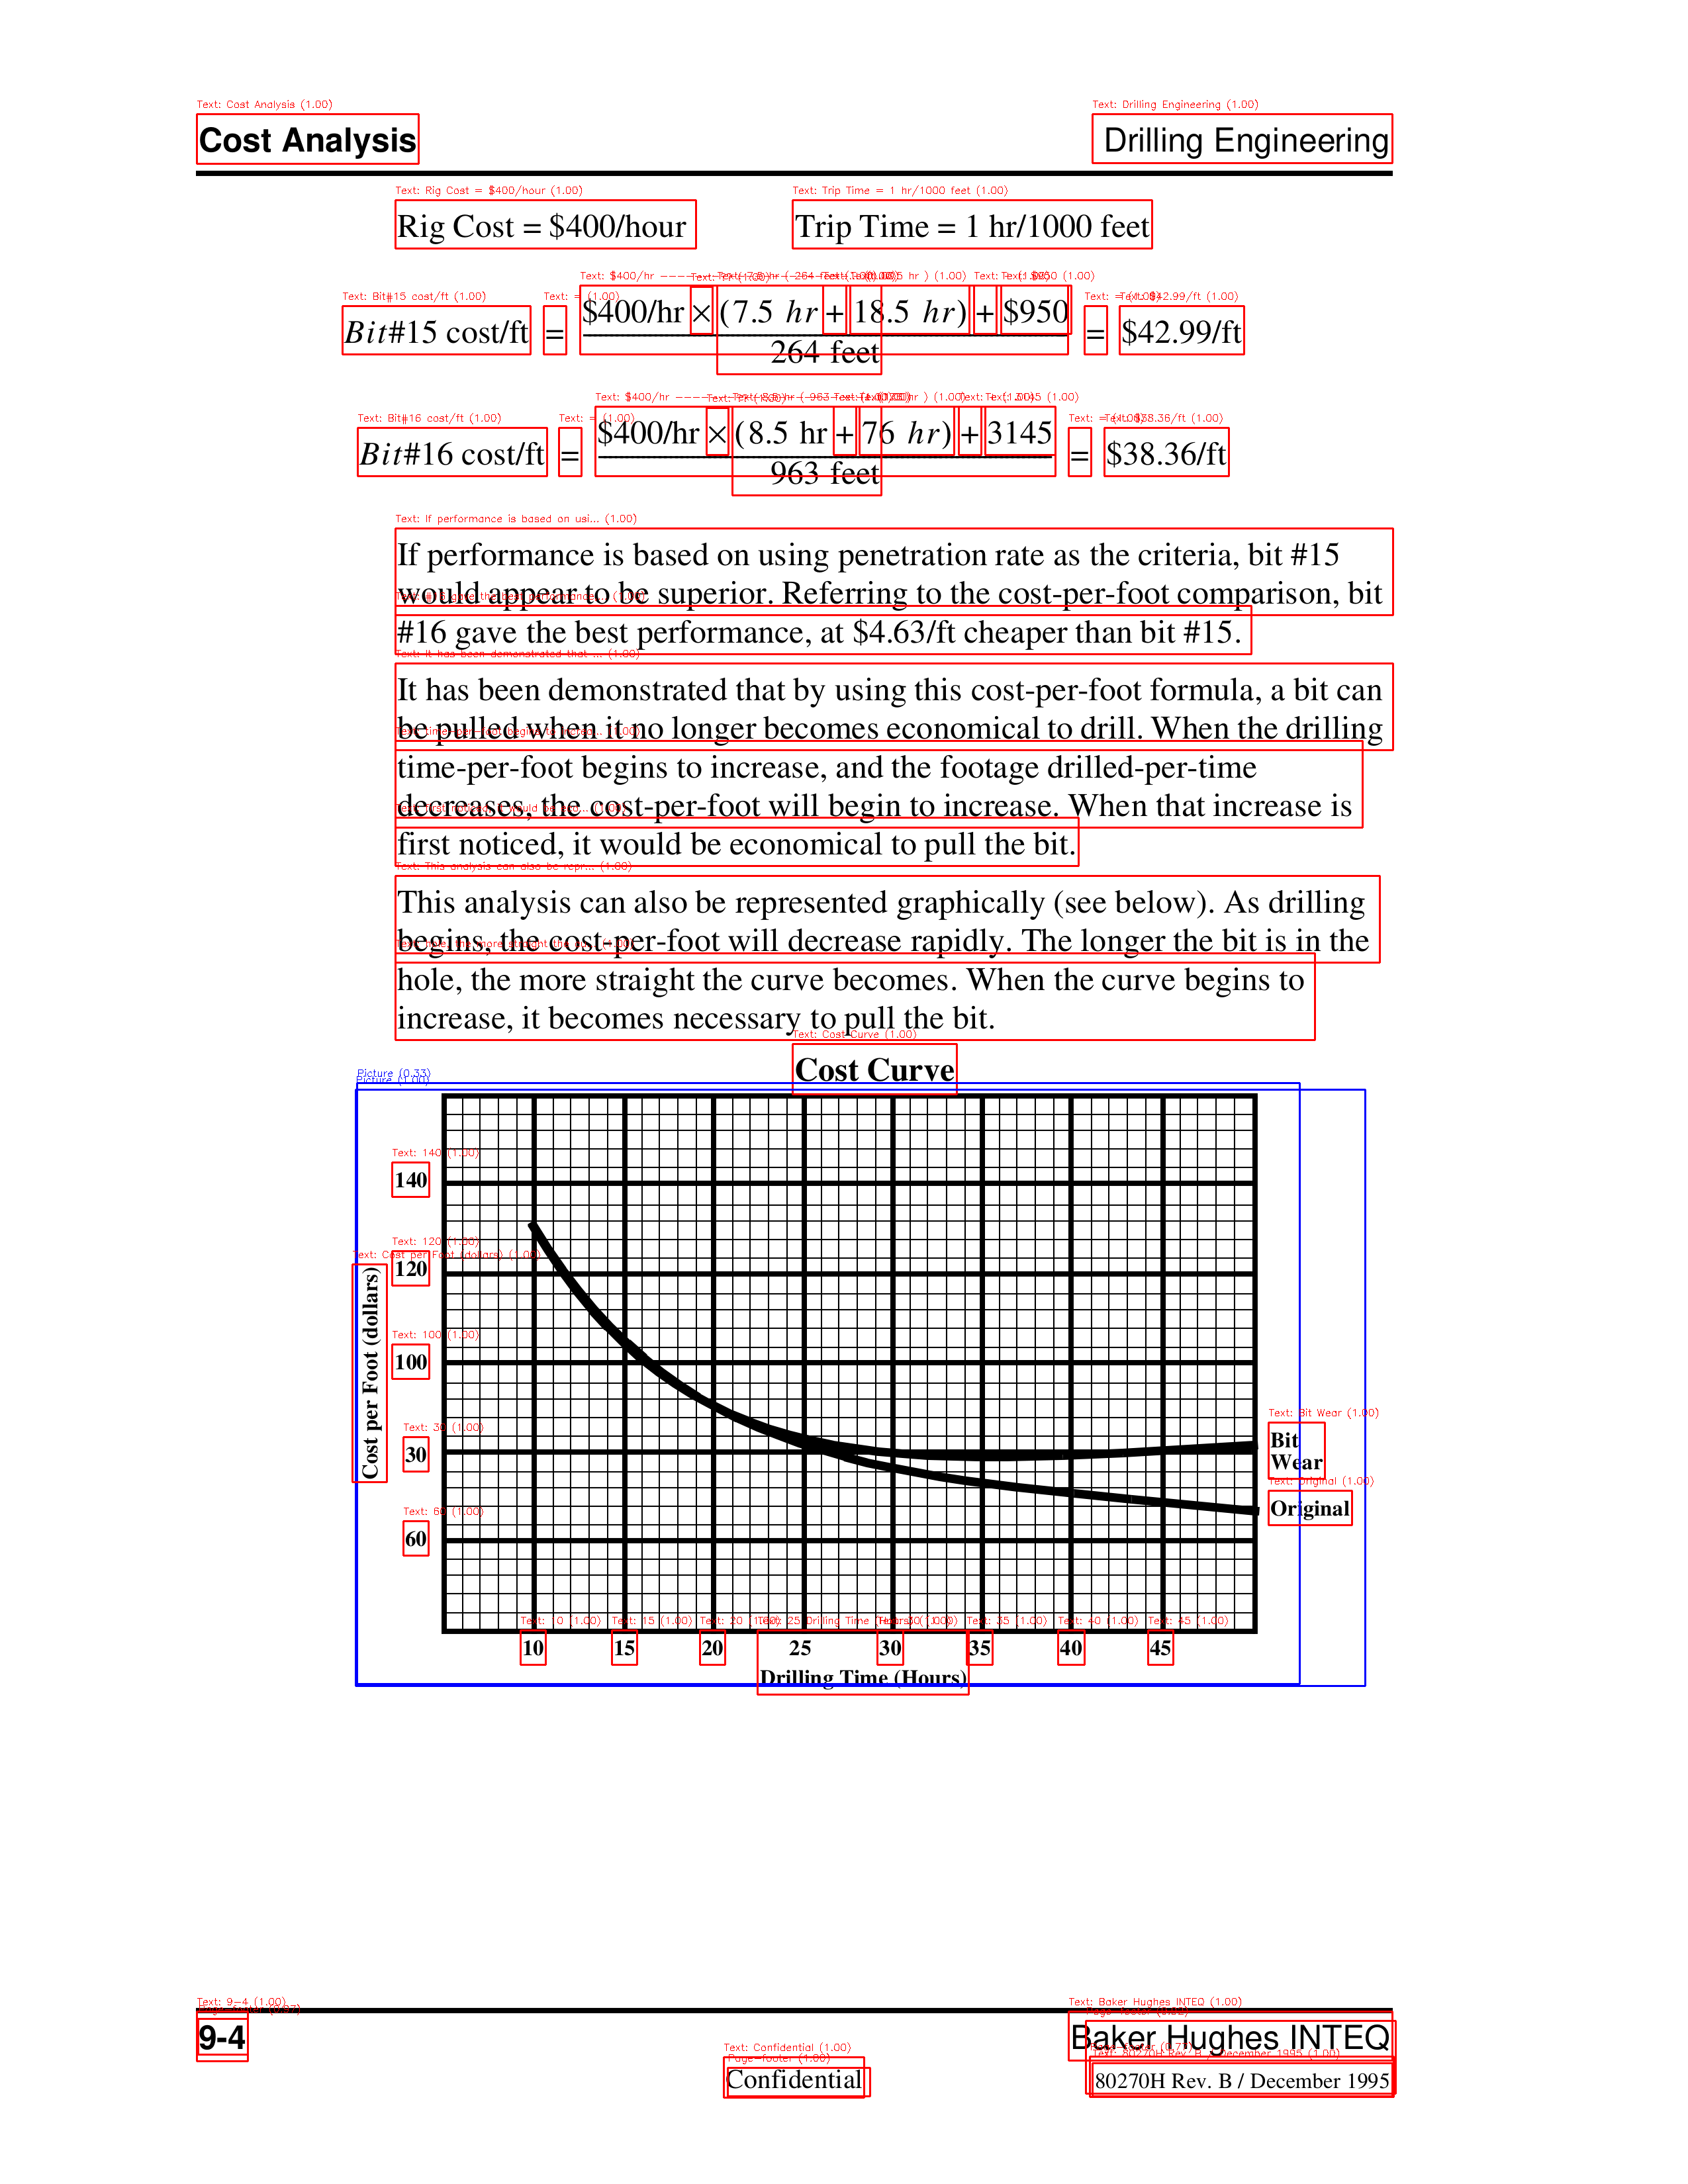 Cost Analysis
Drilling Engineering
Rig Cost = $400/hour
Trip Time = 1 hr/1000 feet
Bit#15 cost/ft = $400/hr × (7.5 hr + 18.5 hr) + $950 = $42.99/ft
264 feet
Bit#16 cost/ft = $400/hr × (8.5 hr + 76 hr) + 3145 = $38.36/ft
963 feet
If performance is based on using penetration rate as the criteria, bit #15
would appear to be superior. Referring to the cost-per-foot comparison, bit
#16 gave the best performance, at $4.63/ft cheaper than bit #15.
It has been demonstrated that by using this cost-per-foot formula, a bit can
be pulled when it no longer becomes economical to drill. When the drilling
time-per-foot begins to increase, and the footage drilled-per-time
decreases, the cost-per-foot will begin to increase. When that increase is
first noticed, it would be economical to pull the bit.
This analysis can also be represented graphically (see below). As drilling
begins, the cost-per-foot will decrease rapidly. The longer the bit is in the
hole, the more straight the curve becomes. When the curve begins to
increase, it becomes necessary to pull the bit.
Cost Curve
140
120
100
30
60
Cost per Foot (dollars)
Bit
Wear
Original
10 15 20 25 30 35 40 45
Drilling Time (Hours)
9-4
Baker Hughes INTEQ
Confidential
80270H Rev. B / December 1995